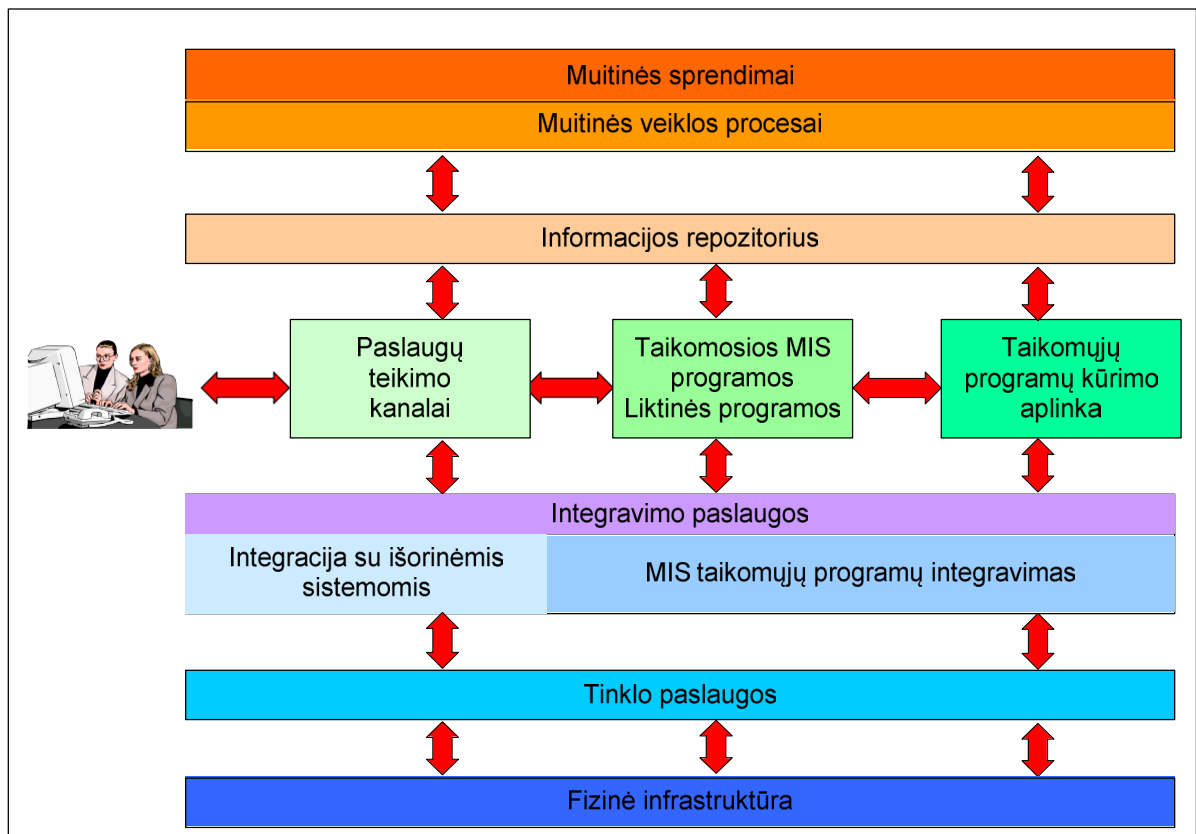 Muitinės sprendimai
Muitinės veiklos procesai
Informacijos repozitorius
Paslaugų
teikimo
kanalai
Taikomosios MIS
programos
Liktinės programos
Taikomųjų
programų kūrimo
aplinka
Integravimo paslaugos
Integracija su išorinėmis
sistemomis
MIS taikomųjų programų integravimas
Tinklo paslaugos
Fizinė infrastruktūra